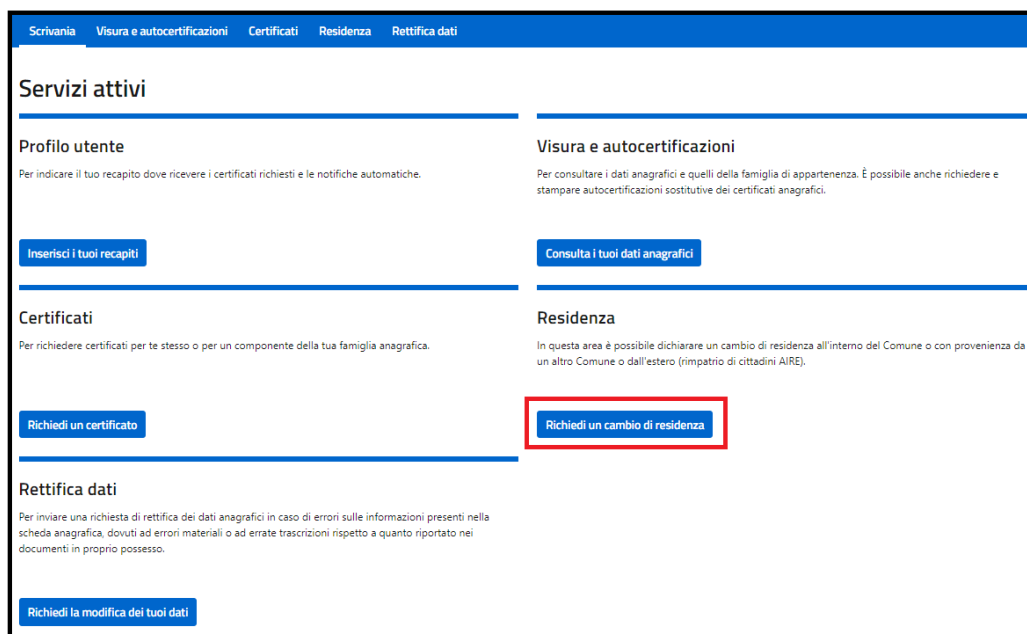 Scrivania Visura e autocertificazioni Certificati Residenza Rettifica dati
Servizi attivi
Profilo utente
Per indicare il tuo recapito dove ricevere i certificati richiesti e le notifiche automatiche.
Inserisci i tuoi recapiti
Visura e autocertificazioni
Per consultare i dati anagrafici e quelli della famiglia di appartenenza. È possibile anche richiedere e
stampare autocertificazioni sostitutive dei certificati anagrafici.
Consulta i tuoi dati anagrafici
Certificati
Per richiedere certificati per te stesso o per un componente della tua famiglia anagrafica.
Richiedi un certificato
Residenza
In questa area è possibile dichiarare un cambio di residenza all'interno del Comune o con provenienza da
un altro Comune o dall'estero (rimpatrio di cittadini AIRE).
Richiedi un cambio di residenza
Rettifica dati
Per inviare una richiesta di rettifica dei dati anagrafici in caso di errori sulle informazioni presenti nella
scheda anagrafica, dovuti ad errori materiali o ad errate trascrizioni rispetto a quanto riportato nei
documenti in proprio possesso.
Richiedi la modifica dei tuoi dati